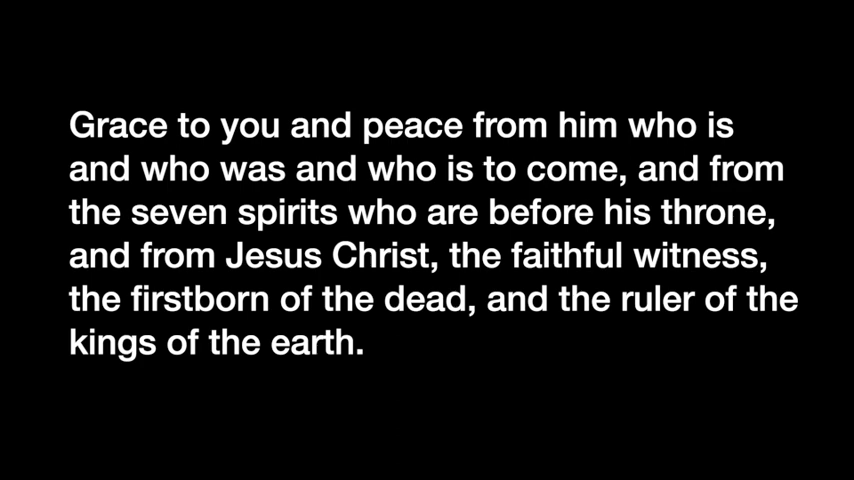 Grace to you and peace from him who is
and who was and who is to come, and from
the seven spirits who are before his throne,
and from Jesus Christ, the faithful witness,
the firstborn of the dead, and the ruler of the
kings of the earth.